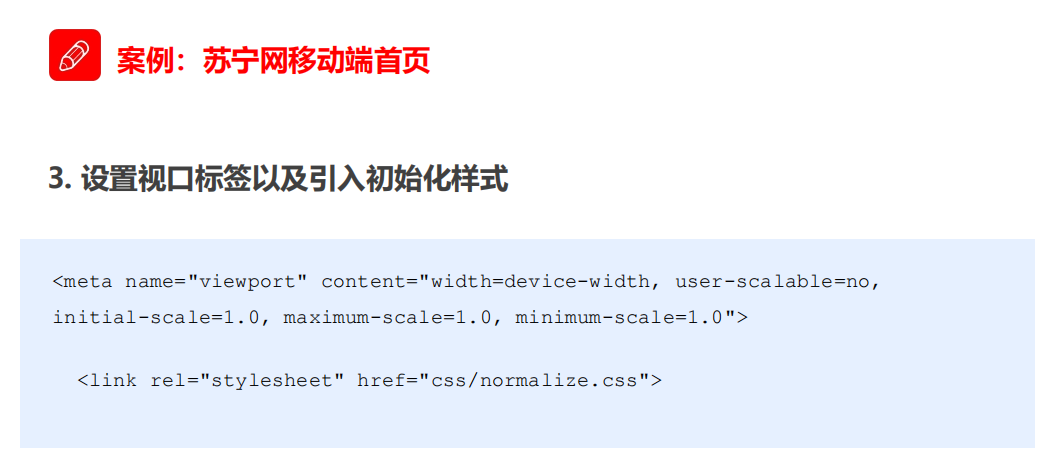 案例：苏宁网移动端首页
3. 设置视口标签以及引入初始化样式
<meta name="viewport" content="width=device-width, user-scalable=no,
initial-scale=1.0, maximum-scale=1.0, minimum-scale=1.0">
<link rel="stylesheet" href="css/normalize.css">